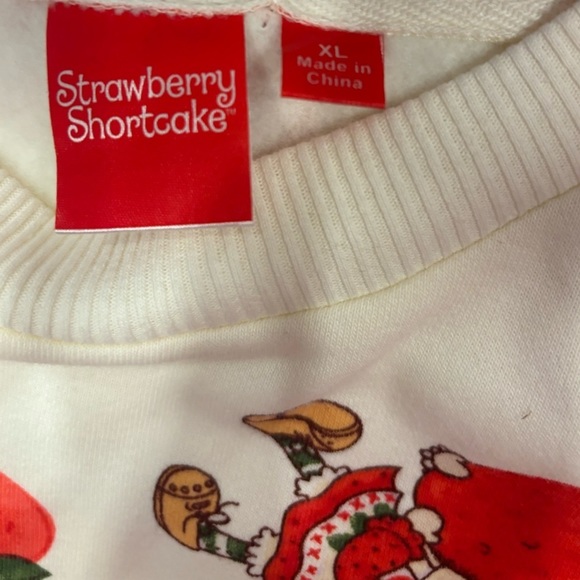 Strawberry
Shortcake™
XL
Made in
China